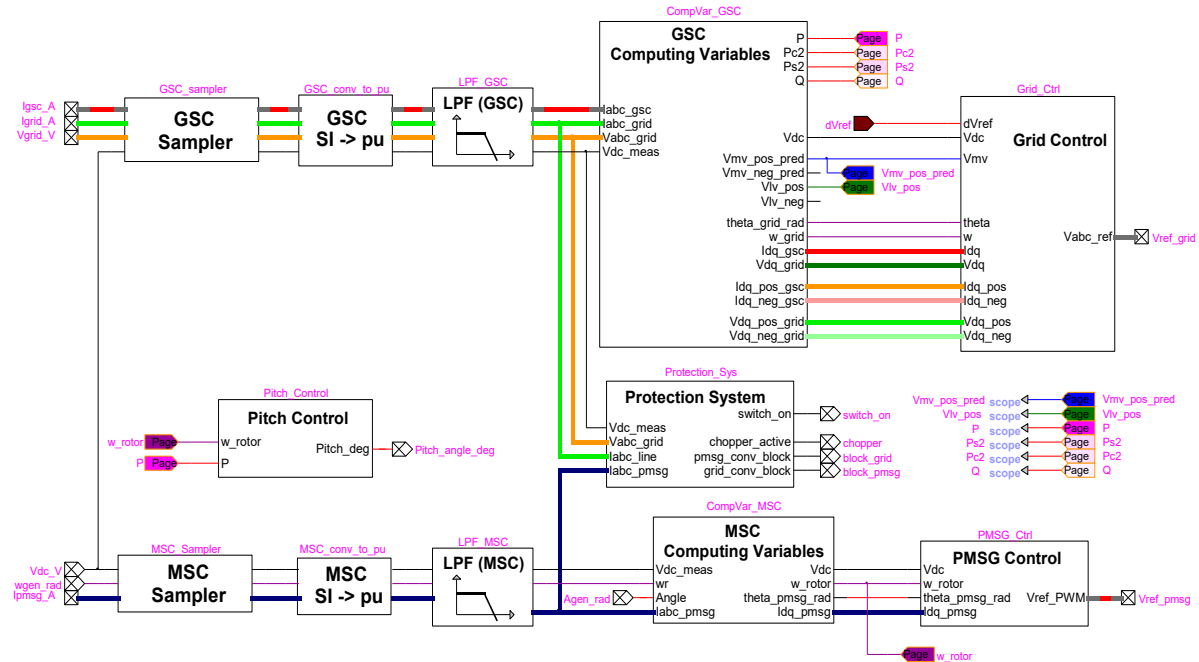 CompVar_GSC
GSC
Computing Variables
P
Page
P
Pc2
Page
Pc2
Ps2
Page
Ps2
Q
Page
Q
GSC_sampler
GSC
Sampler
GSC_conv_to_pu
GSC
SI -> pu
LPF_GSC
LPF (GSC)
Igsc_A
Igrid_A
Vgrid_V
Iabc_gsc
Iabc_grid
Vabc_grid
Vdc_meas
Vdc
Vmv_pos_pred
Vmv_neg_pred
Vlv_pos
Vlv_neg
Page
Vmv_pos_pred
Page
Vlv_pos
theta_grid_rad
w_grid
Idq_gsc
Vdq_grid
Idq_pos_gsc
Idq_neg_gsc
Vdq_pos_grid
Vdq_neg_grid
Grid_Ctrl
Grid Control
dVref
dVref
Vdc
Vmv
theta
w
Idq
Vdq
Idq_pos
Idq_neg
Vdq_pos
Vdq_neg
Vabc_ref
Vref_grid
Protection_Sys
Protection System
Vdc_meas
Vabc_grid
Iabc_line
Iabc_pmsg
switch_on
chopper_active
pmsg_conv_block
grid_conv_block
switch_on
chopper
block_grid
block_pmsg
Vmv_pos_pred scope Page Vmv_pos_pred
Vlv_pos scope Page Vlv_pos
P scope Page P
Ps2 scope Page Ps2
Pc2 scope Page Pc2
Q scope Page Q
Pitch_Control
Pitch Control
w_rotor Page w_rotor
P Page P
Pitch_deg
Pitch_angle_deg
MSC_Sampler
MSC
Sampler
MSC_conv_to_pu
MSC
SI -> pu
LPF_MSC
LPF (MSC)
Vdc_V
wgen_rad
Ipmsg_A
Agen_rad
CompVar_MSC
MSC
Computing Variables
Vdc_meas
wr
Angle
Iabc_pmsg
Vdc
w_rotor
theta_pmsg_rad
Idq_pmsg
PMSG_Ctrl
PMSG Control
Vdc
w_rotor
theta_pmsg_rad
Idq_pmsg
Vref_PWM
Vref_pmsg
Page
w_rotor